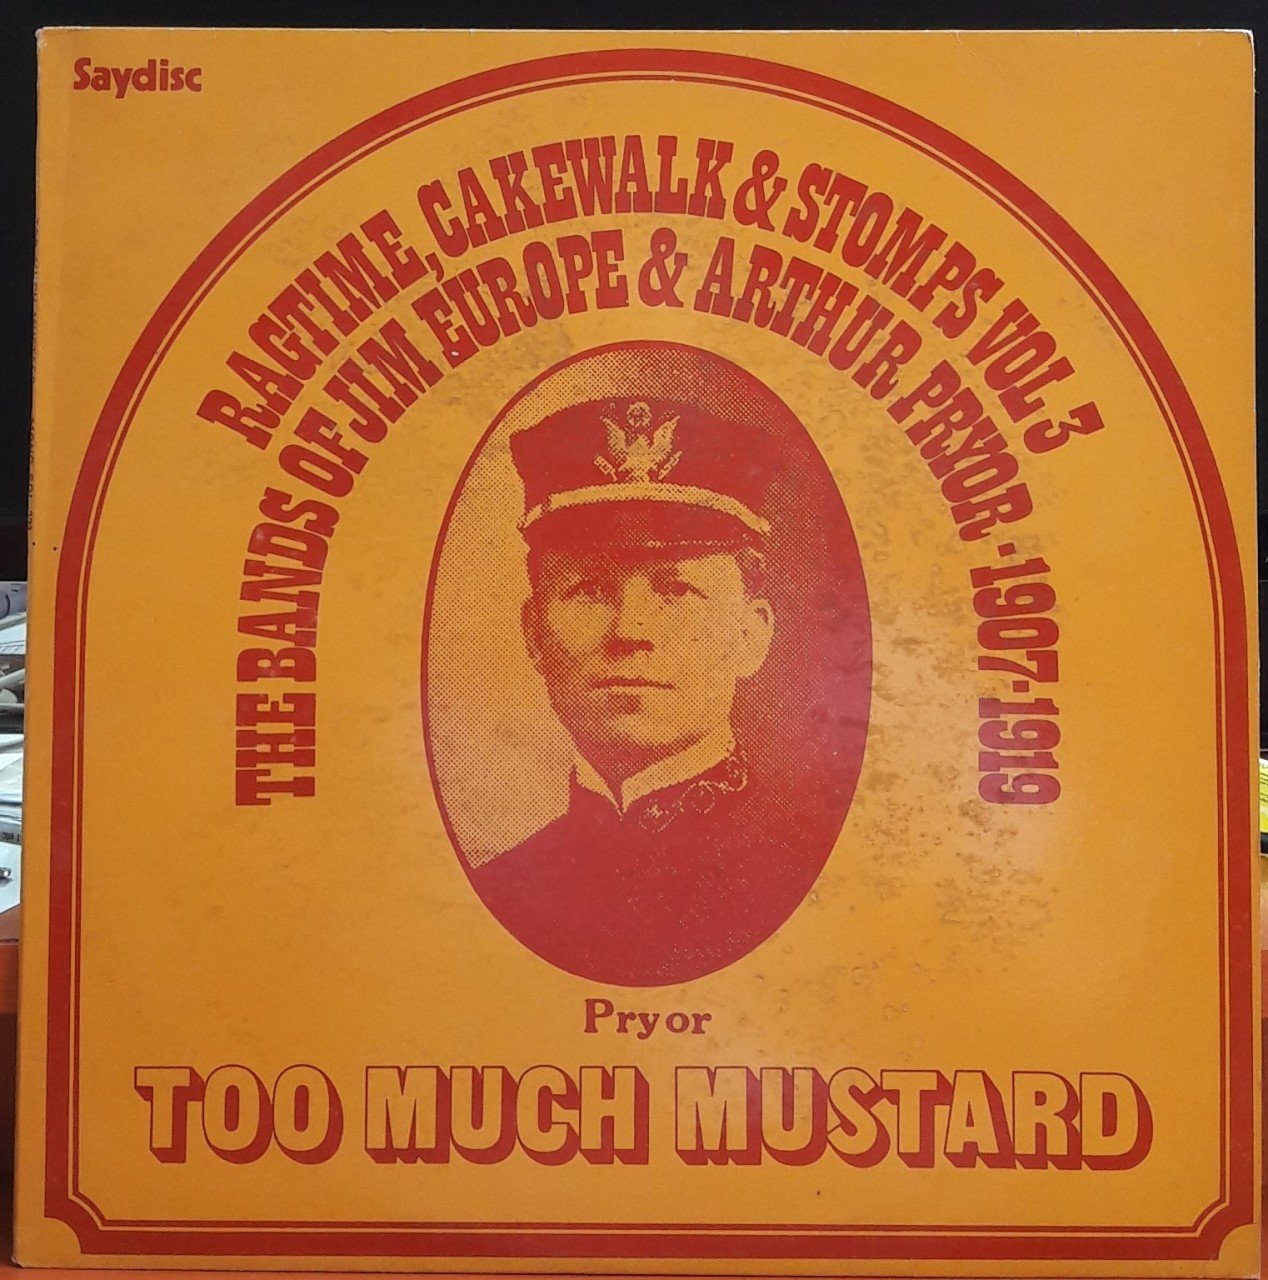 Saydisc
RAGTIME, CAKEWALK & STOMPS VOL 3
THE BANDS OF JIM EUROPE & ARTHUR PRYOR - 1907-1919
Pryor
TOO MUCH MUSTARD